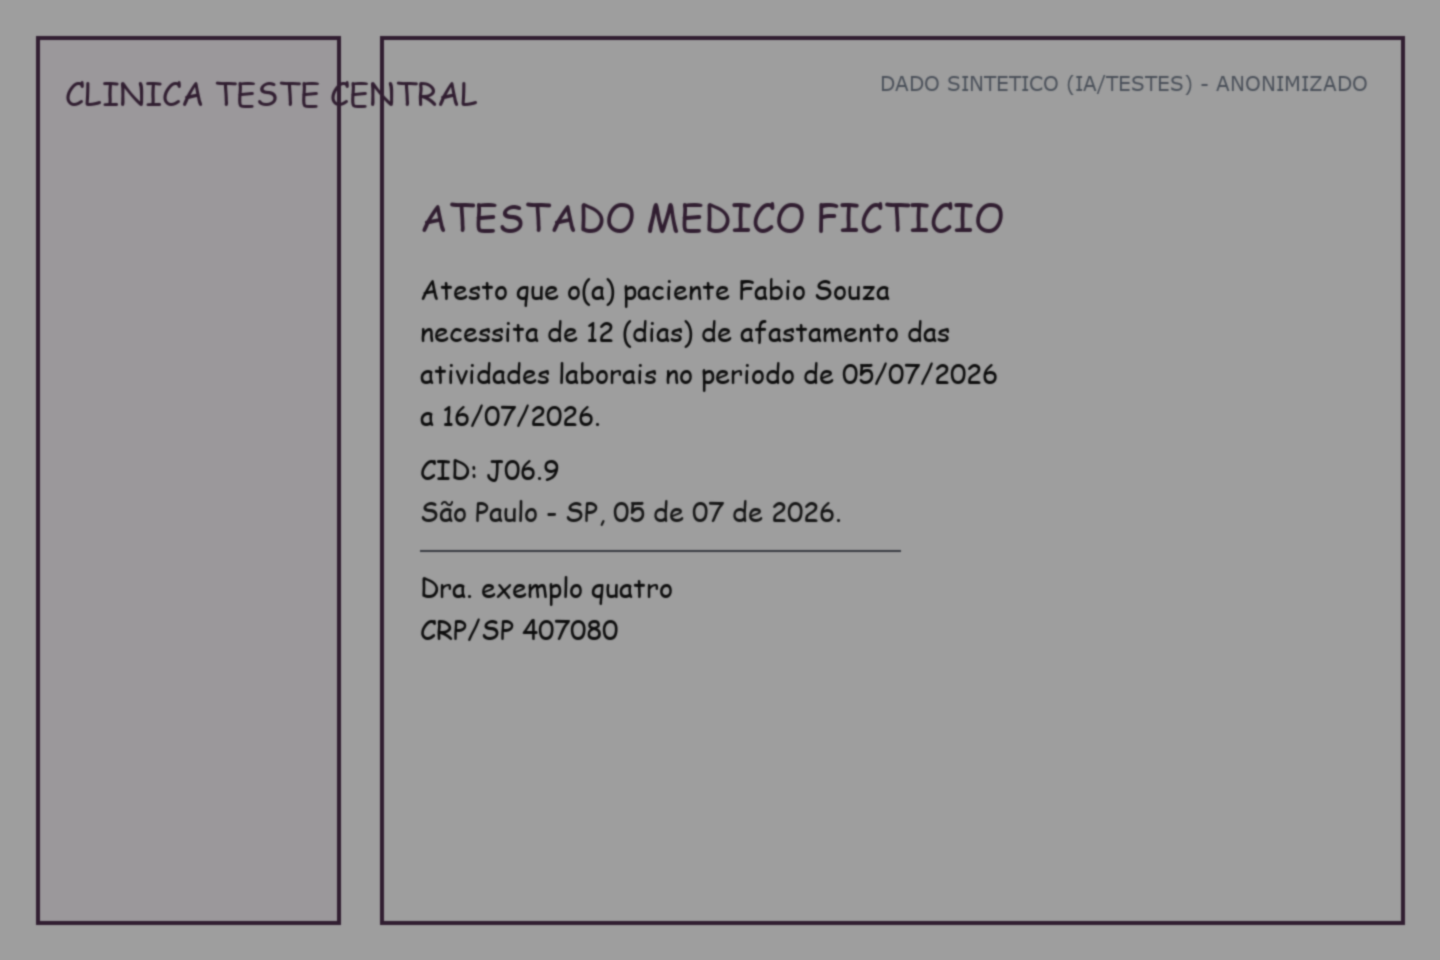 CLINICA TESTE CENTRAL
DADO SINTETICO (IA/TESTES) - ANONIMIZADO
ATESTADO MEDICO FICTICIO
Atesto que o(a) paciente Fabio Souza
necessita de 12 (dias) de afastamento das
atividades laborais no periodo de 05/07/2026
a 16/07/2026.
CID: J06.9
São Paulo - SP, 05 de 07 de 2026.
Dra. exemplo quatro
CRP/SP 407080